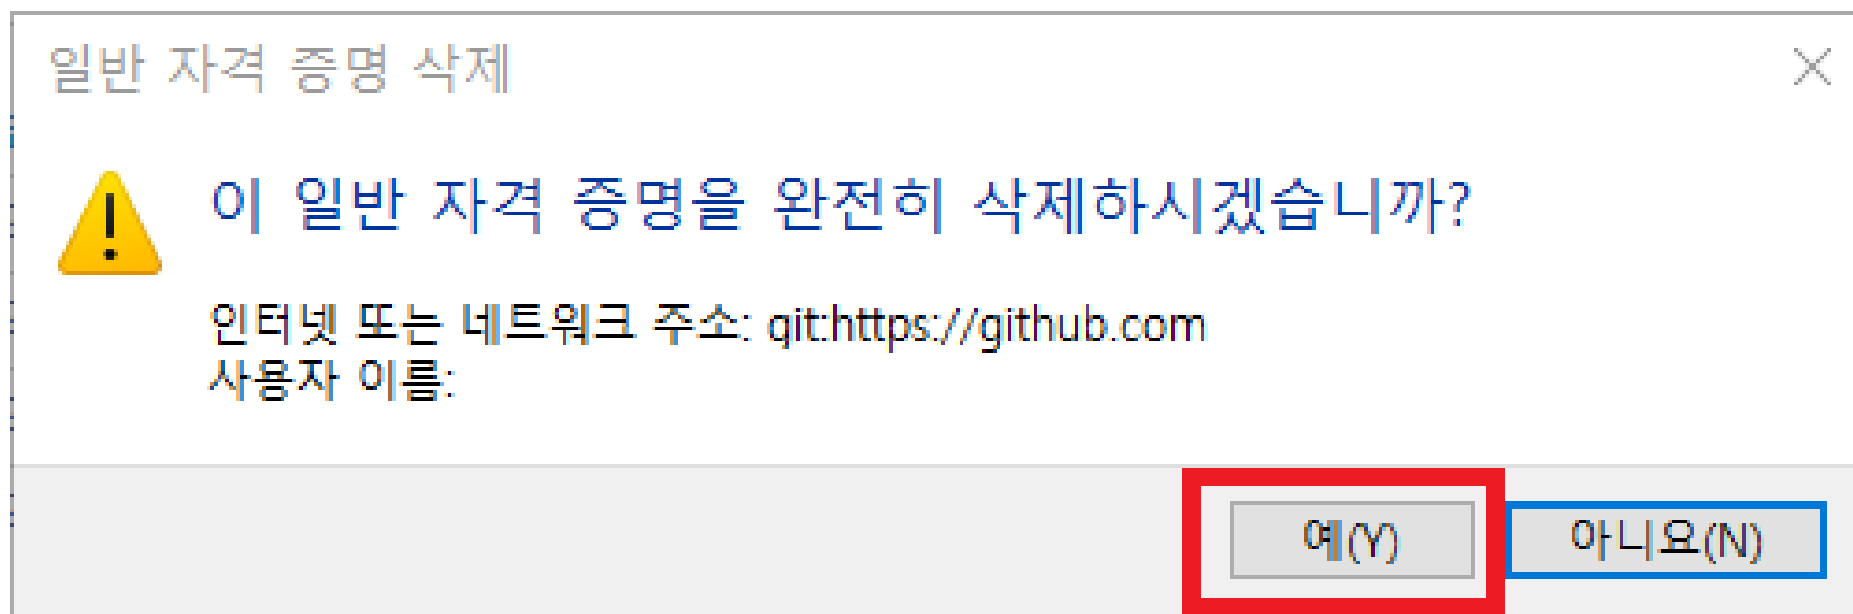 일반 자격 증명 삭제
이 일반 자격 증명을 완전히 삭제하시겠습니까?
인터넷 또는 네트워크 주소: git:https://github.com
사용자 이름:
예(Y)
아니요(N)